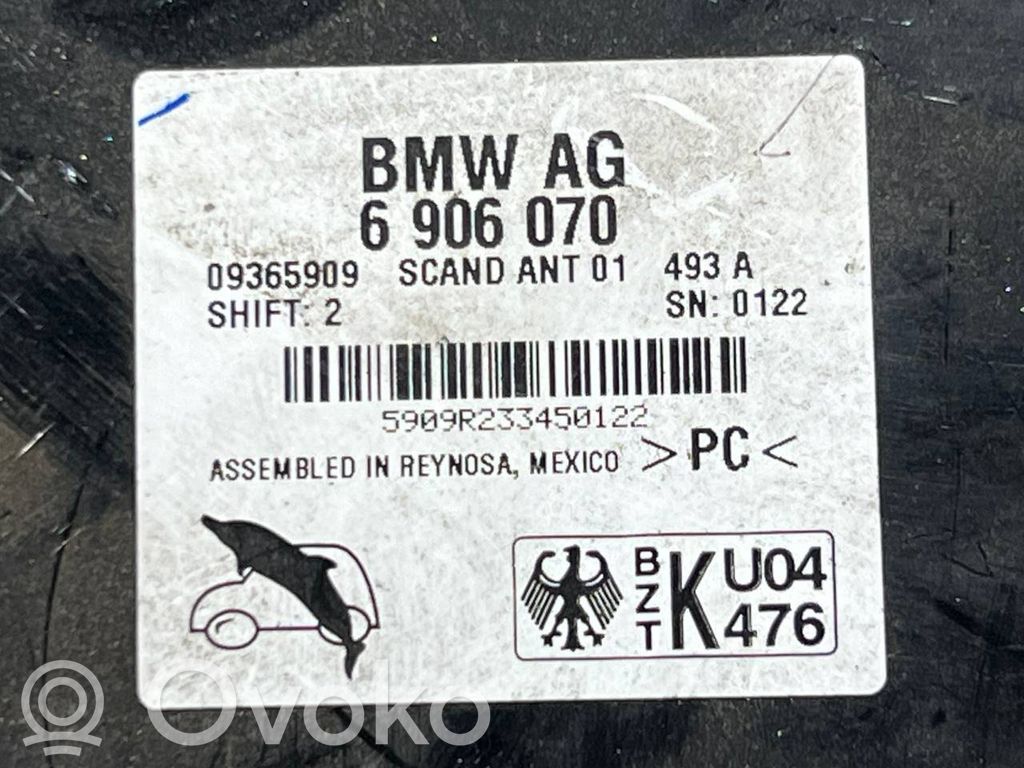 BMW AG
6 906 070
09365909 SCAND ANT 01 493 A
SHIFT: 2 SN: 0122
5909R233450122
ASSEMBLED IN REYNOSA, MEXICO >PC<
BZT K U04
476
Ovoko